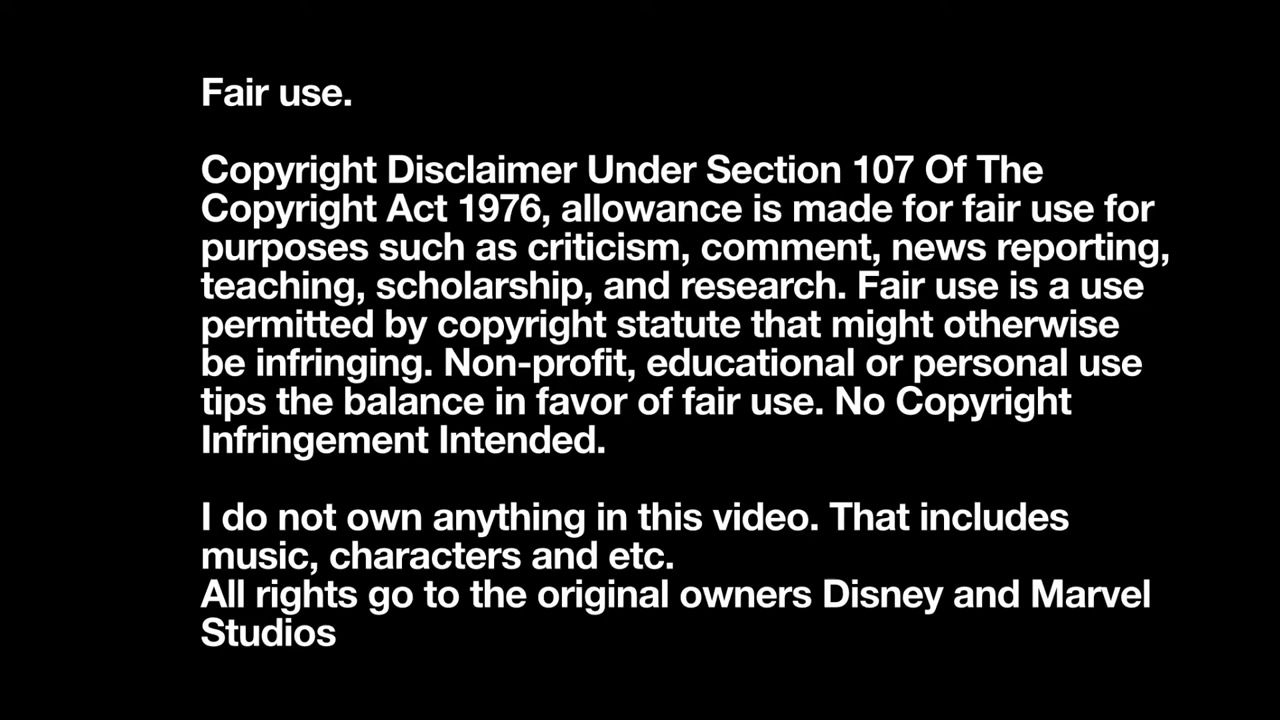 Fair use.
Copyright Disclaimer Under Section 107 Of The
Copyright Act 1976, allowance is made for fair use for
purposes such as criticism, comment, news reporting,
teaching, scholarship, and research. Fair use is a use
permitted by copyright statute that might otherwise
be infringing. Non-profit, educational or personal use
tips the balance in favor of fair use. No Copyright
Infringement Intended.
I do not own anything in this video. That includes
music, characters and etc.
All rights go to the original owners Disney and Marvel
Studios